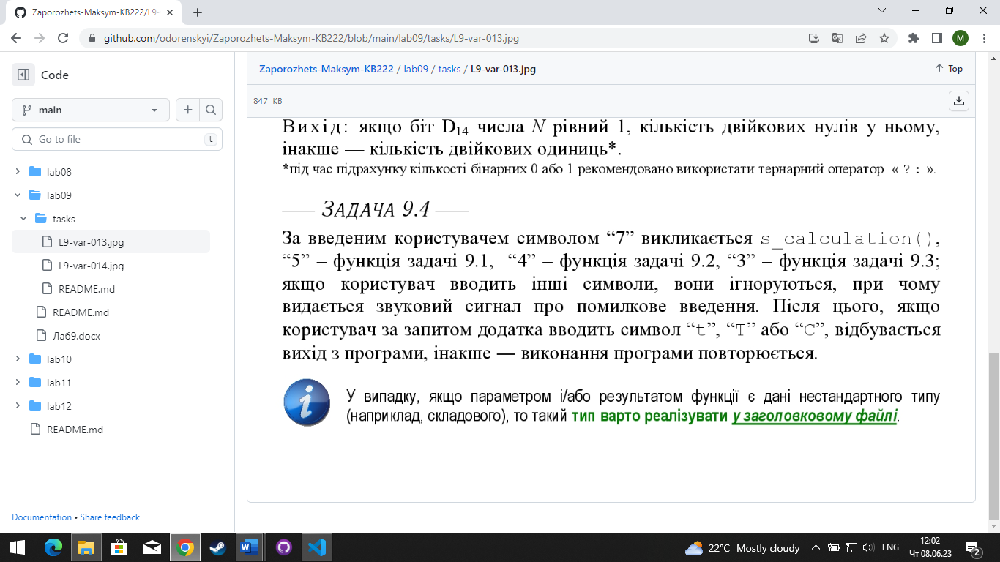 Zaporozhets-Maksym-KB222/L9-
github.com/odorenskyi/Zaporozhets-Maksym-KB222/blob/main/lab09/tasks/L9-var-013.jpg
M
Code
main
Go to file
t
lab08
lab09
tasks
L9-var-013.jpg
L9-var-014.jpg
README.md
README.md
Лаб9.docx
lab10
lab11
lab12
README.md
Documentation • Share feedback
Zaporozhets-Maksym-KB222 / lab09 / tasks / L9-var-013.jpg
Top
847 KB
Вихід: якщо біт D14 числа N рівний 1, кількість двійкових нулів у ньому,
інакше — кількість двійкових одиниць*.
*під час підрахунку кількості бінарних 0 або 1 рекомендовано використати тернарний оператор « ? : ».
—— ЗАДАЧА 9.4 ——
За введеним користувачем символом “7” викликається s_calculation(),
“5” – функція задачі 9.1, “4” – функція задачі 9.2, “3” – функція задачі 9.3;
якщо користувач вводить інші символи, вони ігноруються, при чому
видається звуковий сигнал про помилкове введення. Після цього, якщо
користувач за запитом додатка вводить символ “t”, “T” або “C”, відбувається
вихід з програми, інакше — виконання програми повторюється.
У випадку, якщо параметром і/або результатом функції є дані нестандартного типу
(наприклад, складового), то такий тип варто реалізувати у заголовковому файлі.
22°C Mostly cloudy
ENG
12:02
Чт 08.06.23
2